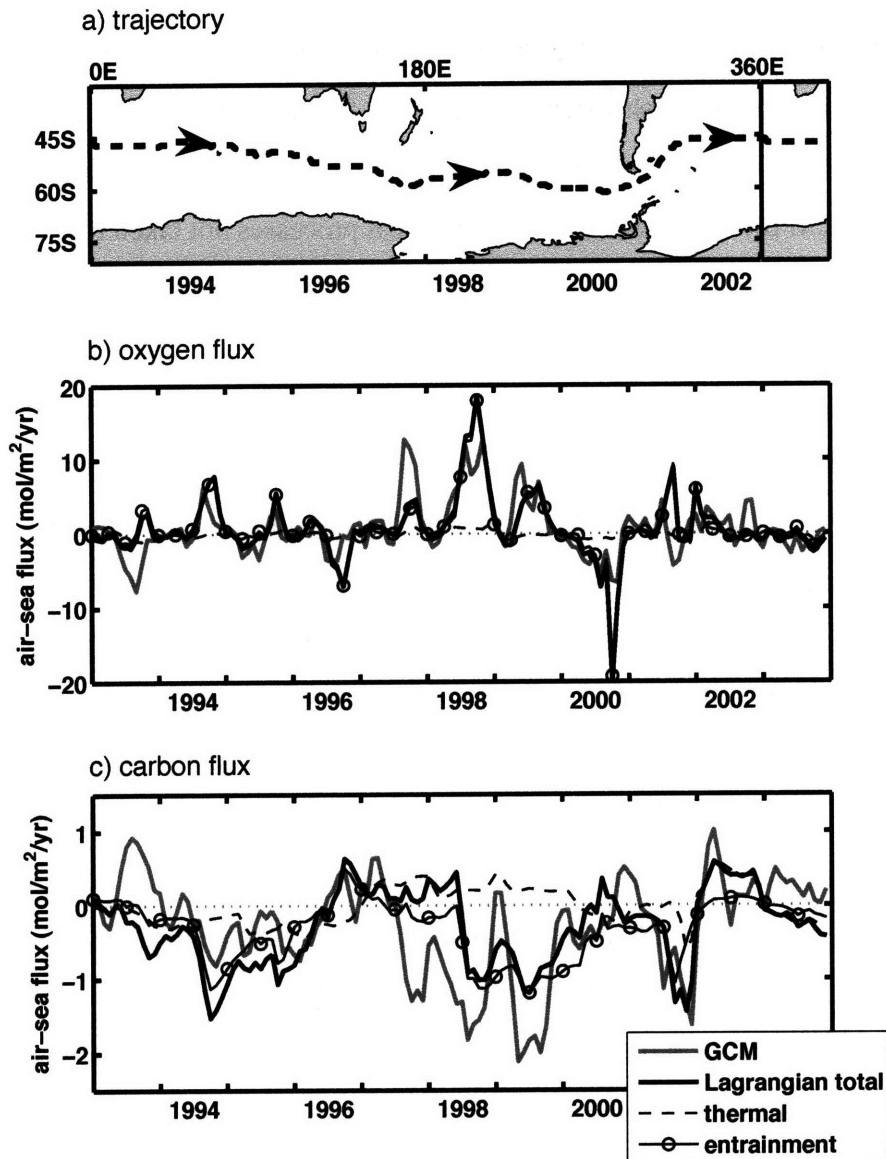 a) trajectory
0E 180E 360E
45S
60S
75S
1994 1996 1998 2000 2002
b) oxygen flux
air-sea flux (mol/m²/yr)
20
10
0
−10
−20
1994 1996 1998 2000 2002
c) carbon flux
air-sea flux (mol/m²/yr)
1
0
−1
−2
1994 1996 1998 2000
GCM
Lagrangian total
thermal
entrainment